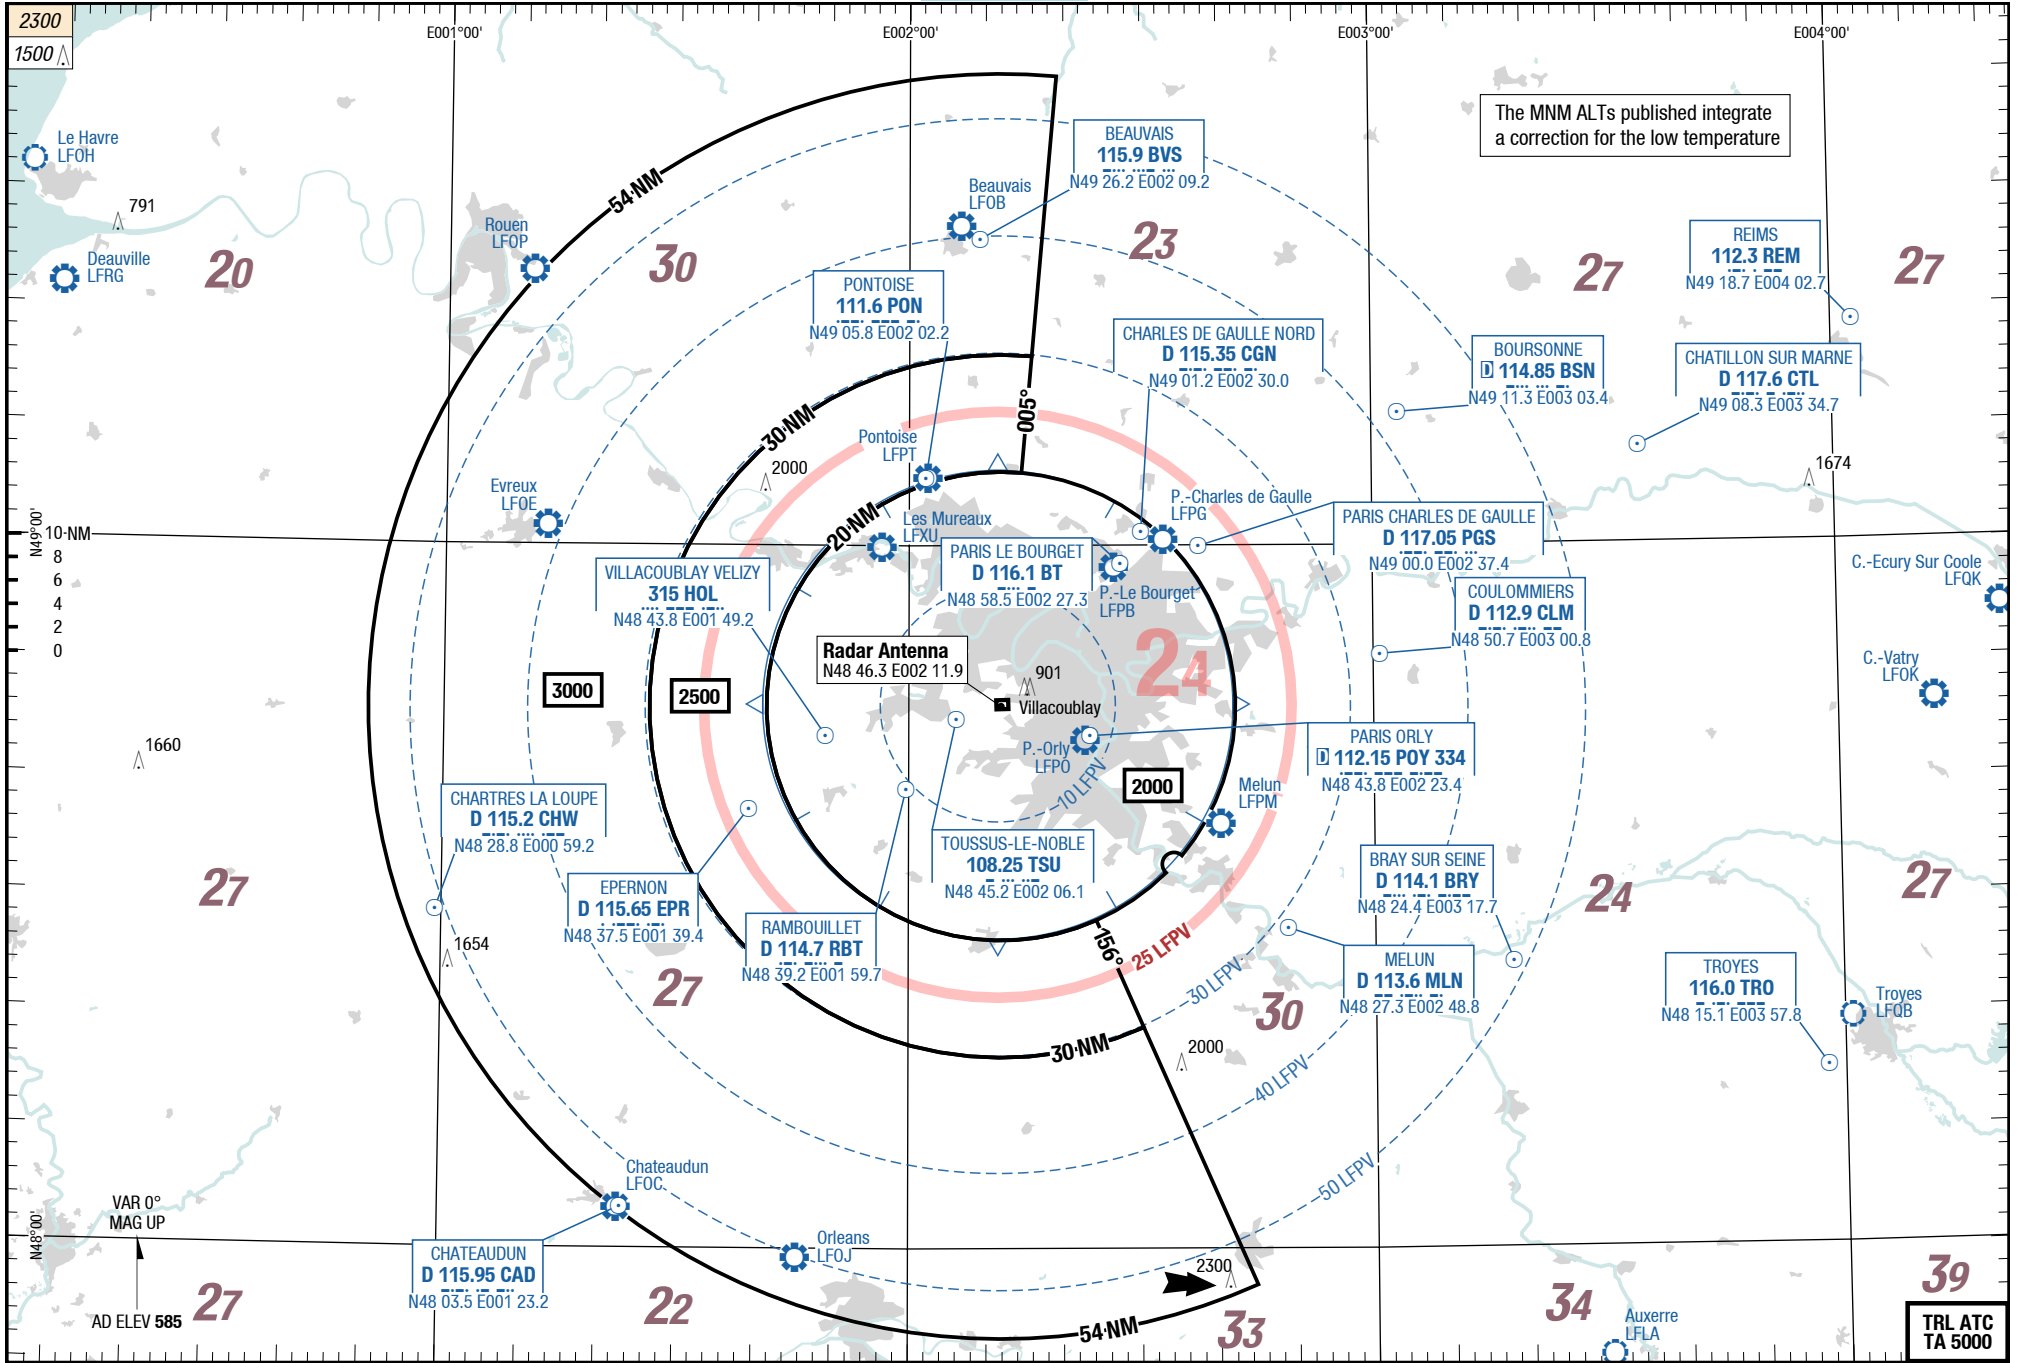 2300
1500
E001°00'
E002°00'
E003°00'
E004°00'
The MNM ALTs published integrate
a correction for the low temperature
Le Havre
LFOH
791
Deauville
LFRG
20
Rouen
LFOP
54 NM
30
Beauvais
LFOB
BEAUVAIS
115.9 BVS
N49 26.2 E002 09.2
23
27
REIMS
112.3 REM
N49 18.7 E004 02.7
27
PONTOISE
111.6 PON
N49 05.8 E002 02.2
CHARLES DE GAULLE NORD
D 115.35 CGN
N49 01.2 E002 30.0
BOURSONNE
D 114.85 BSN
N49 11.3 E003 03.4
CHATILLON SUR MARNE
D 117.6 CTL
N49 08.3 E003 34.7
30 NM
005°
Pontoise
LFPT
2000
1674
Evreux
LFOE
20 NM
Les Mureaux
LFXU
P.-Charles de Gaulle
LFPG
PARIS CHARLES DE GAULLE
D 117.05 PGS
N49 00.0 E002 37.4
N49°00'
10 NM
8
6
4
2
0
VILLACOUBLAY VELIZY
315 HOL
N48 43.8 E001 49.2
PARIS LE BOURGET
D 116.1 BT
N48 58.5 E002 27.3
P.-Le Bourget
LFPB
COULOMMIERS
D 112.9 CLM
N48 50.7 E003 00.8
C.-Ecury Sur Coole
LFQK
C.-Vatry
LFOK
Radar Antenna
N48 46.3 E002 11.9
24
901
Villacoublay
3000
2500
2000
P.-Orly
LFPO
10 LFPV
PARIS ORLY
D 112.15 POY 334
N48 43.8 E002 23.4
1660
Melun
LFPM
CHARTRES LA LOUPE
D 115.2 CHW
N48 28.8 E000 59.2
TOUSSUS-LE-NOBLE
108.25 TSU
N48 45.2 E002 06.1
BRAY SUR SEINE
D 114.1 BRY
N48 24.4 E003 17.7
27
EPERNON
D 115.65 EPR
N48 37.5 E001 39.4
RAMBOUILLET
D 114.7 RBT
N48 39.2 E001 59.7
24
27
1654
27
156°
25 LFPV
30 LFPV
30
MELUN
D 113.6 MLN
N48 27.3 E002 48.8
TROYES
116.0 TRO
N48 15.1 E003 57.8
Troyes
LFQB
30 NM
2000
40 LFPV
50 LFPV
Chateaudun
LFOC
VAR 0°
MAG UP
N48°00'
Orleans
LFOJ
CHATEAUDUN
D 115.95 CAD
N48 03.5 E001 23.2
2300
AD ELEV 585
27
22
54 NM
33
34
39
Auxerre
LFLA
TRL ATC
TA 5000